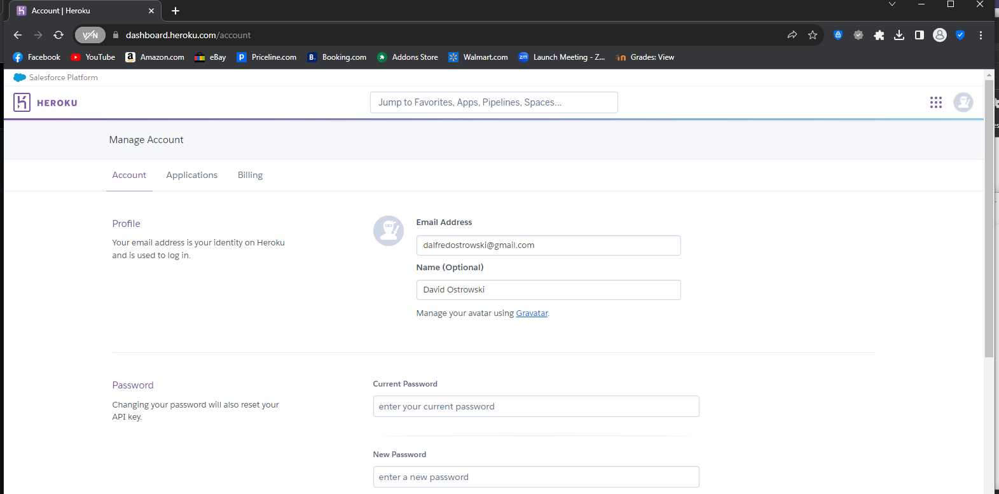 Account | Heroku
VPN
dashboard.heroku.com/account
Facebook YouTube Amazon.com eBay Priceline.com Booking.com Addons Store Walmart.com Launch Meeting - Z... Grades: View
Salesforce Platform
HEROKU
Jump to Favorites, Apps, Pipelines, Spaces...
Manage Account
Account Applications Billing
Profile
Your email address is your identity on Heroku
and is used to log in.
Email Address
dalfredostrowski@gmail.com
Name (Optional)
David Ostrowski
Manage your avatar using Gravatar.
Password
Changing your password will also reset your
API key.
Current Password
enter your current password
New Password
enter a new password